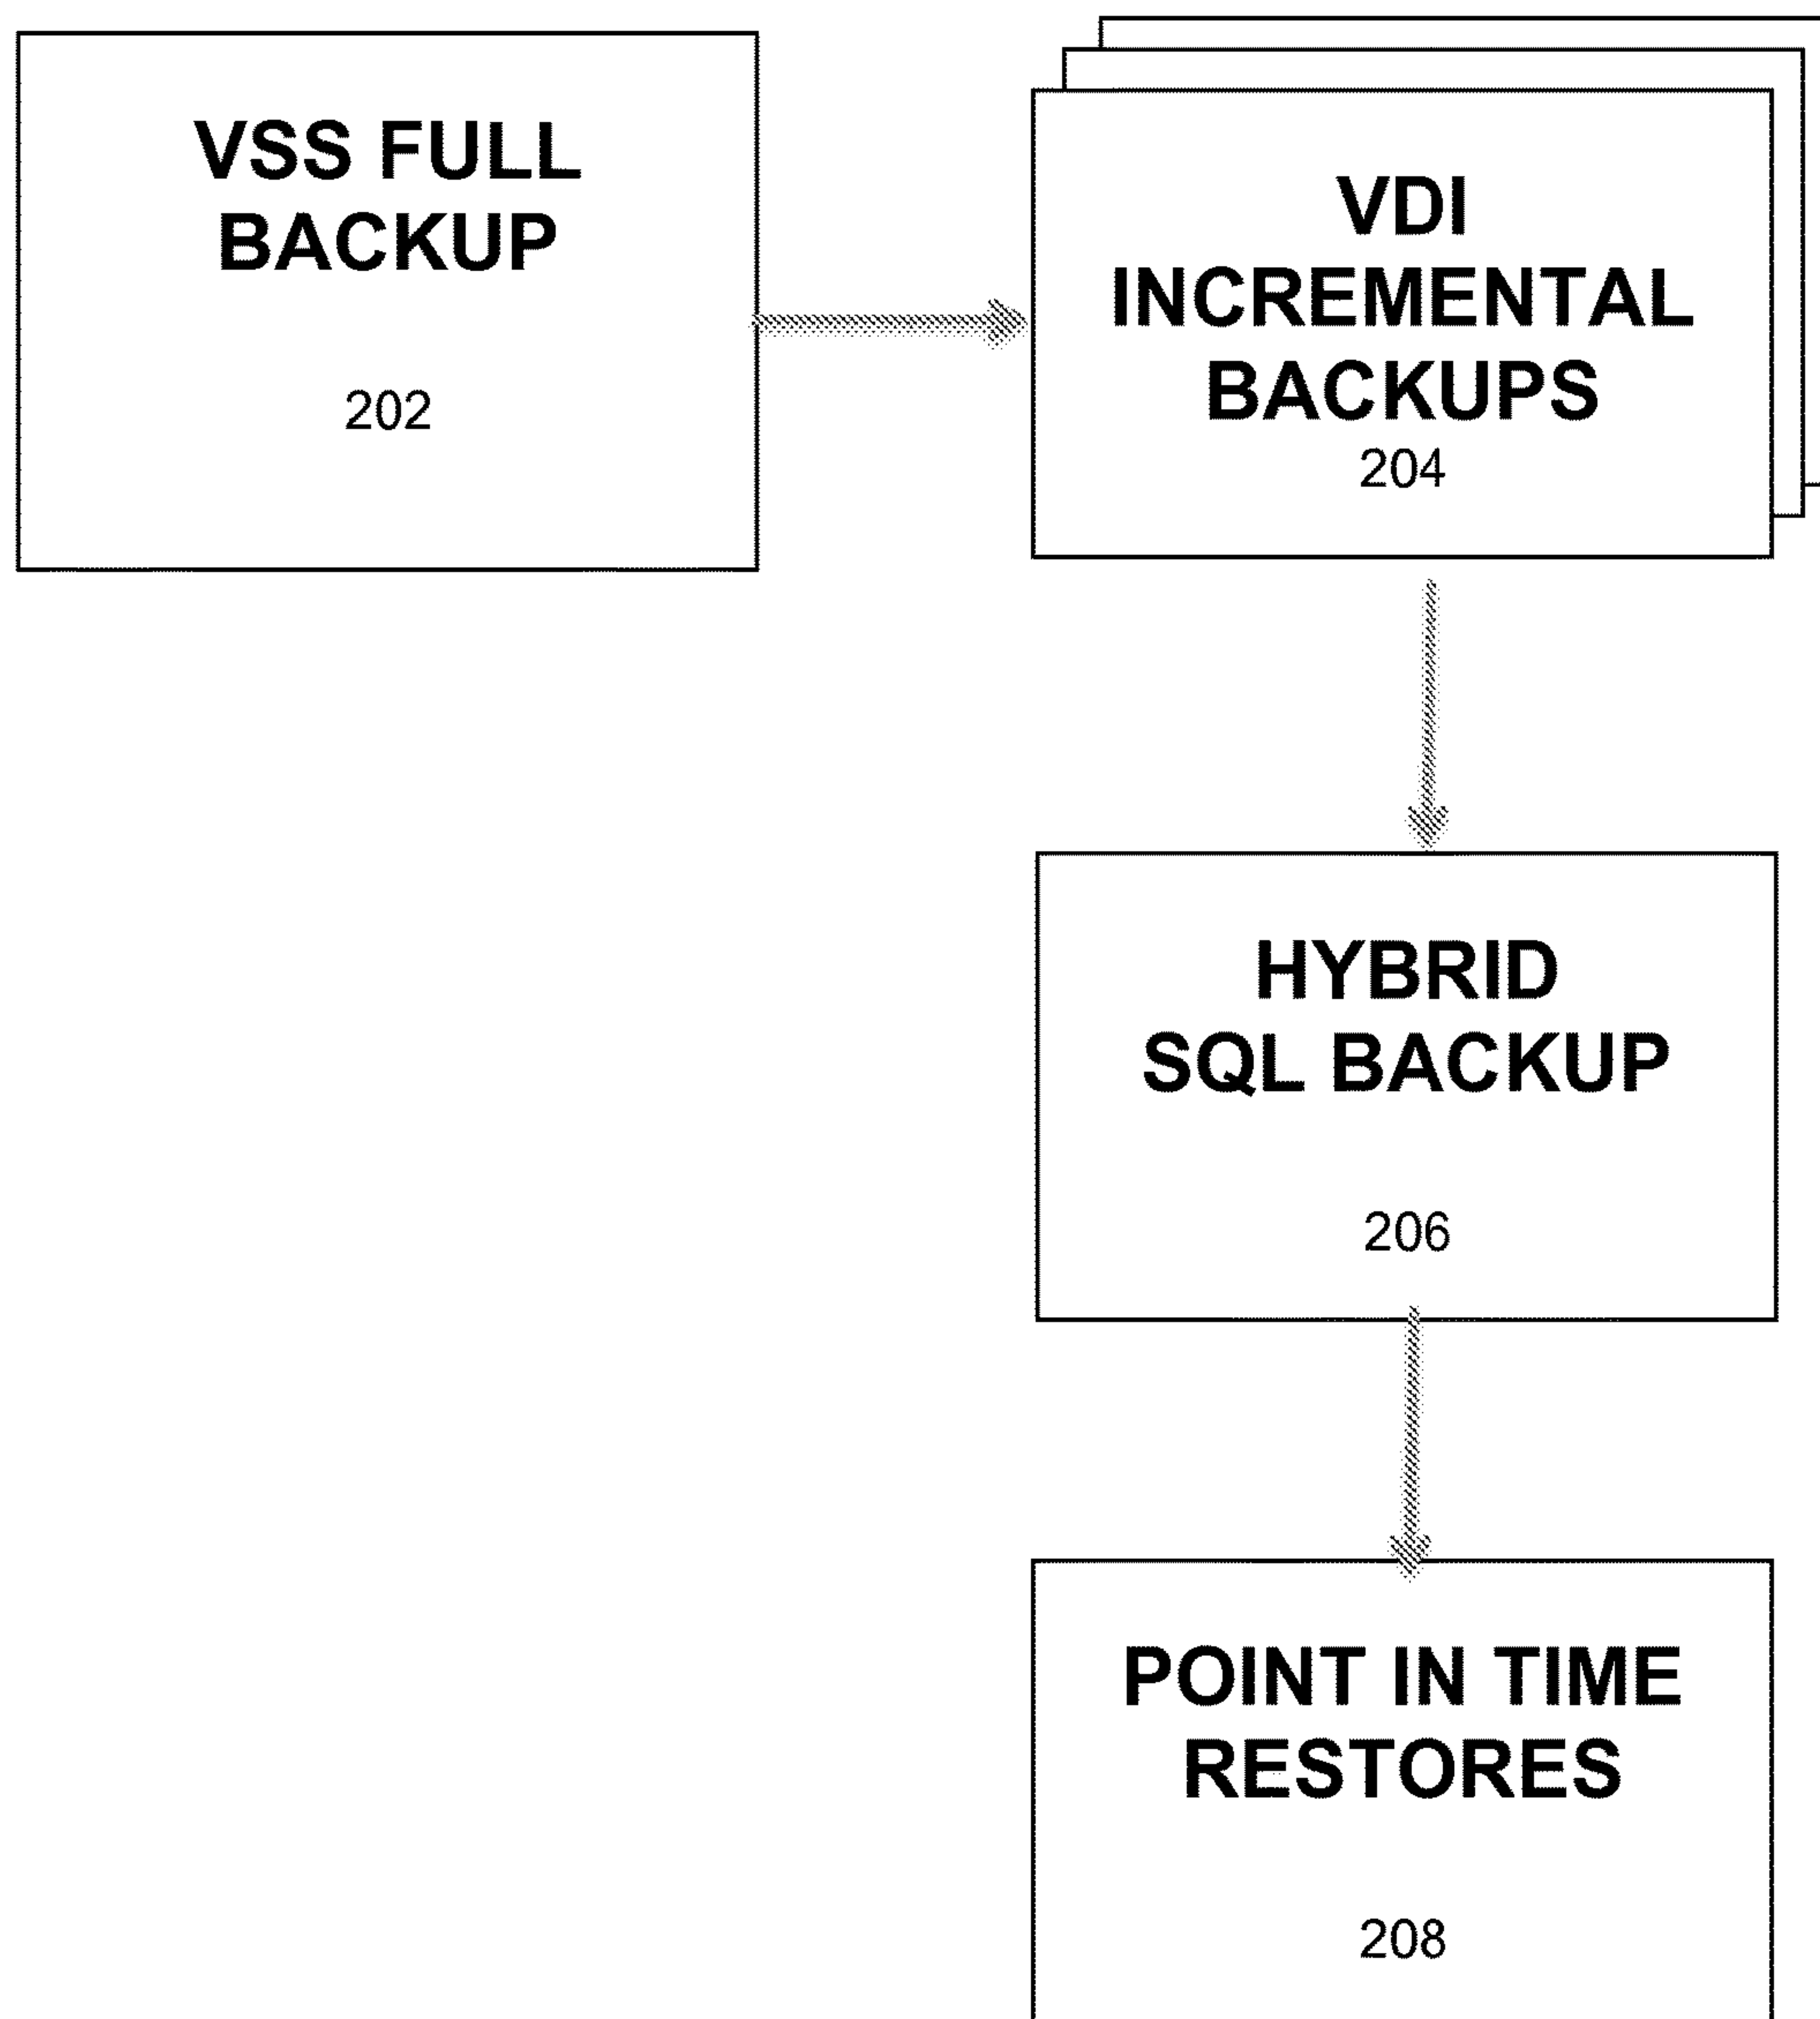 VSS FULL
BACKUP
202
VDI
INCREMENTAL
BACKUPS
204
HYBRID
SQL BACKUP
206
POINT IN TIME
RESTORES
208